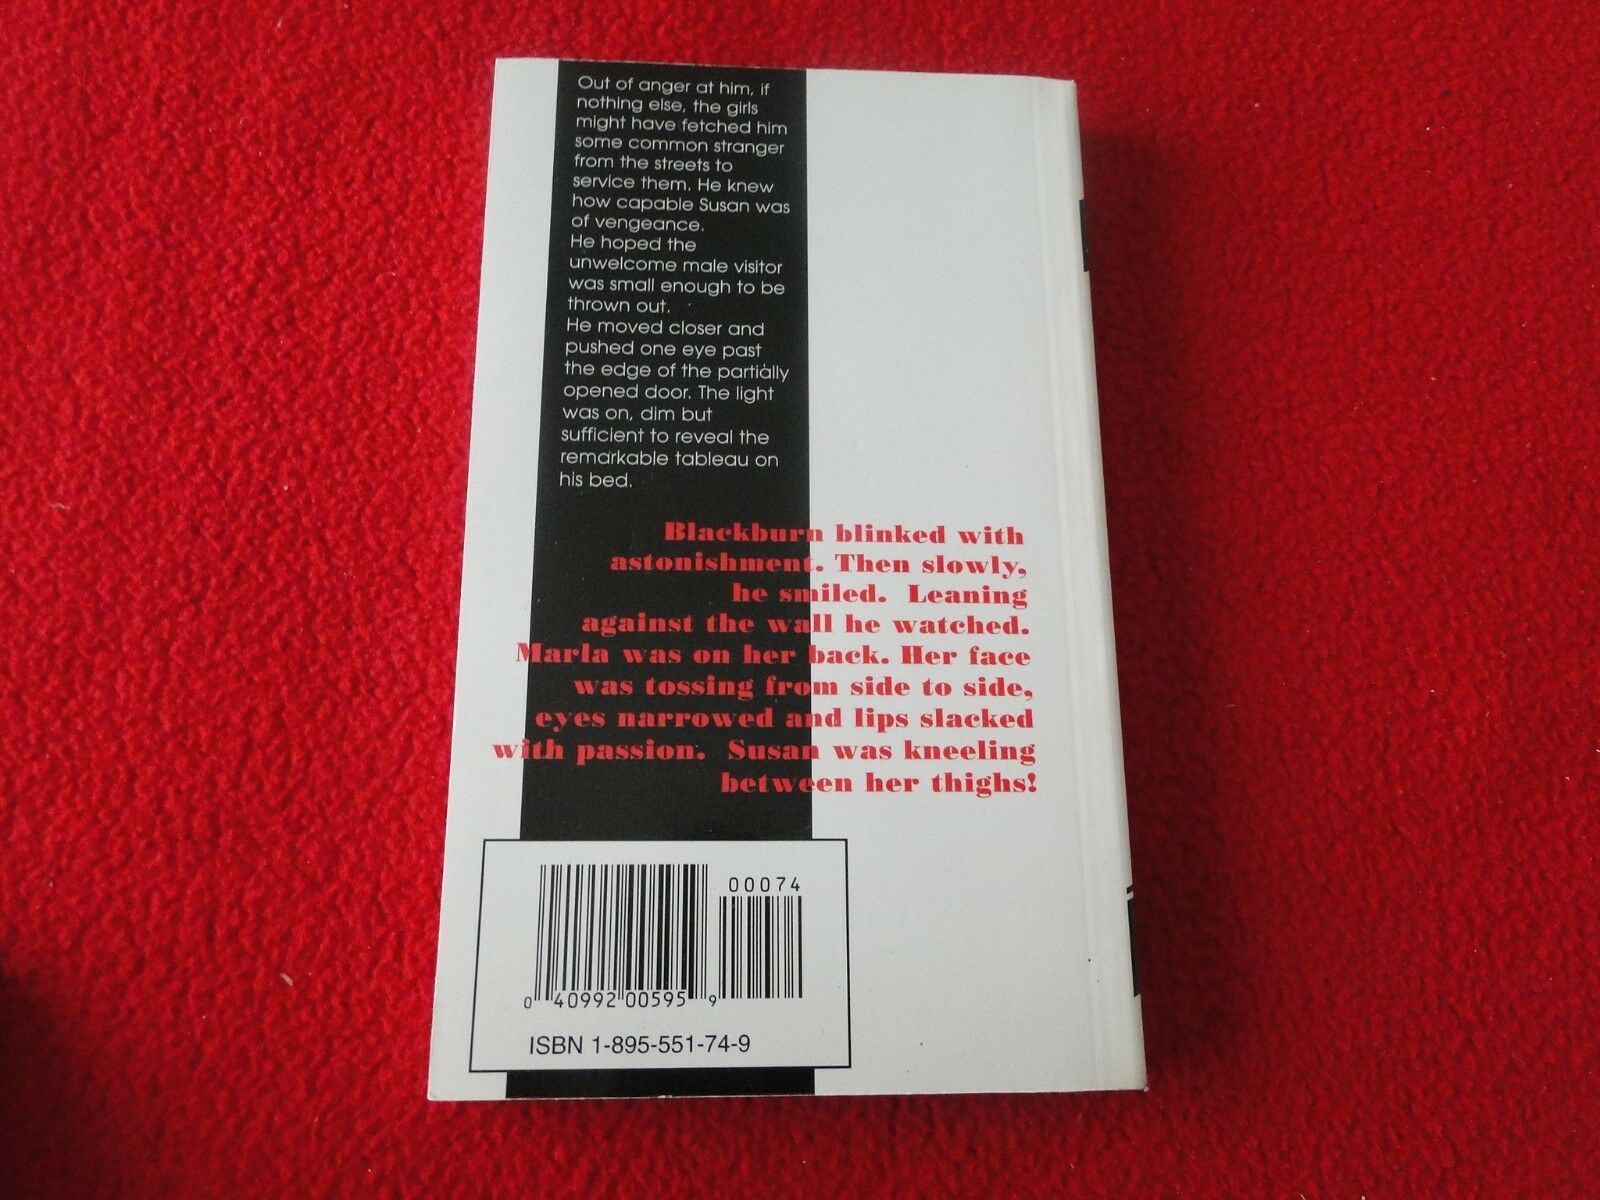 Out of anger at him, if
nothing else, the girls
might have fetched him
some common stranger
from the streets to
service them. He knew
how capable Susan was
of vengeance.
He hoped the
unwelcome male visitor
was small enough to be
thrown out.
He moved closer and
pushed one eye past
the edge of the partially
opened door. The light
was on, dim but
sufficient to reveal the
remarkable tableau on
his bed.
Blackburn blinked with
astonishment. Then slowly,
he smiled. Leaning
against the wall he watched.
Marla was on her back. Her face
was tossing from side to side,
eyes narrowed and lips slacked
with passion. Susan was kneeling
between her thighs!
00074
0 40992 00595 9
ISBN 1-895-551-74-9